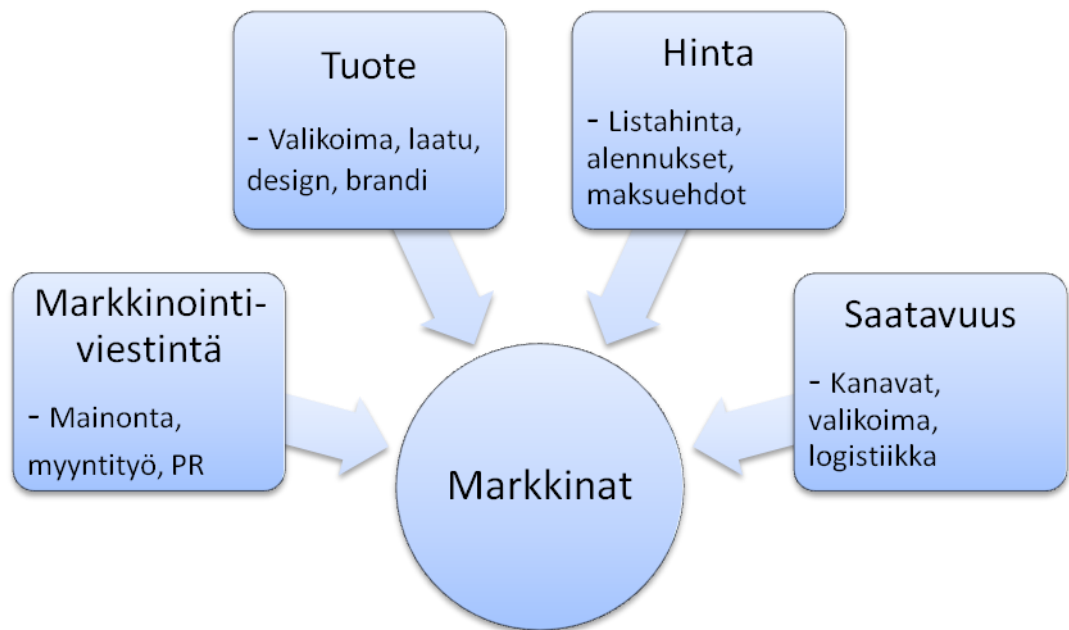 Tuote
- Valikoima, laatu,
design, brandi
Hinta
- Listahinta,
alennukset,
maksuehdot
Markkinointi-
viestintä
- Mainonta,
myyntityö, PR
Saatavuus
- Kanavat,
valikoima,
logistiikka
Markkinat